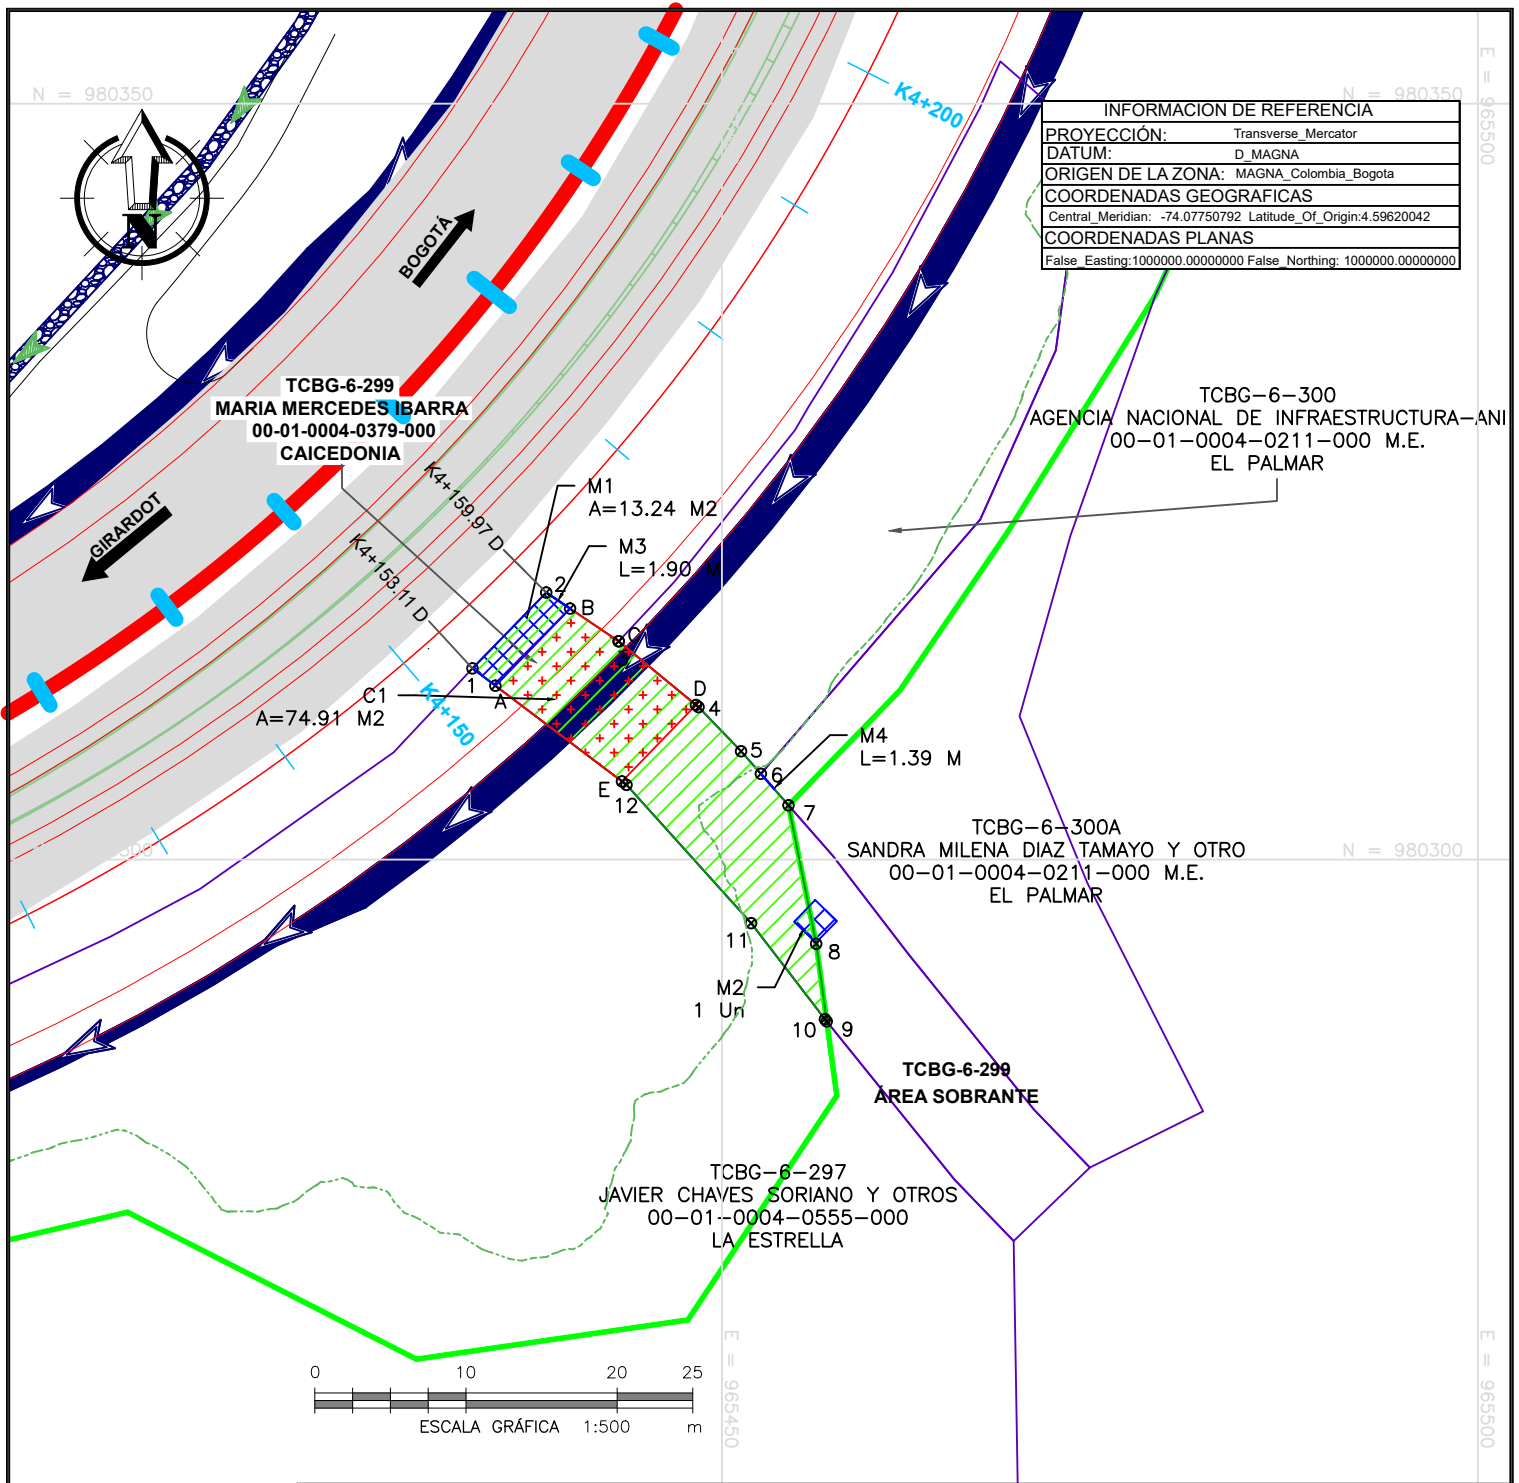 N = 980350
N = 980350
E = 965500
K4+200
INFORMACION DE REFERENCIA
PROYECCIÓN: Transverse_Mercator
DATUM: D_MAGNA
ORIGEN DE LA ZONA: MAGNA_Colombia_Bogota
COORDENADAS GEOGRAFICAS
Central_Meridian: -74.07750792 Latitude_Of_Origin:4.59620042
COORDENADAS PLANAS
False_Easting:1000000.00000000 False_Northing: 1000000.00000000
N
BOGOTÁ
GIRARDOT
TCBG-6-299
MARIA MERCEDES IBARRA
00-01-0004-0379-000
CAICEDONIA
TCBG-6-300
AGENCIA NACIONAL DE INFRAESTRUCTURA-ANI
00-01-0004-0211-000 M.E.
EL PALMAR
K4+159.97 D
K4+153.11 D
M1
A=13.24 M2
M3
L=1.90 M
2
B
C
1
A
D
4
C1
A=74.91 M2
K4+150
5
6
M4
L=1.39 M
E
12
7
TCBG-6-300A
SANDRA MILENA DIAZ TAMAYO Y OTRO
00-01-0004-0211-000 M.E.
EL PALMAR
N = 980300
11
8
M2
1 Un
10
9
TCBG-6-299
ÁREA SOBRANTE
TCBG-6-297
JAVIER CHAVES SORIANO Y OTROS
00-01-0004-0555-000
LA ESTRELLA
0 10 20 25
ESCALA GRÁFICA 1:500 m
E = 965450
E = 965500